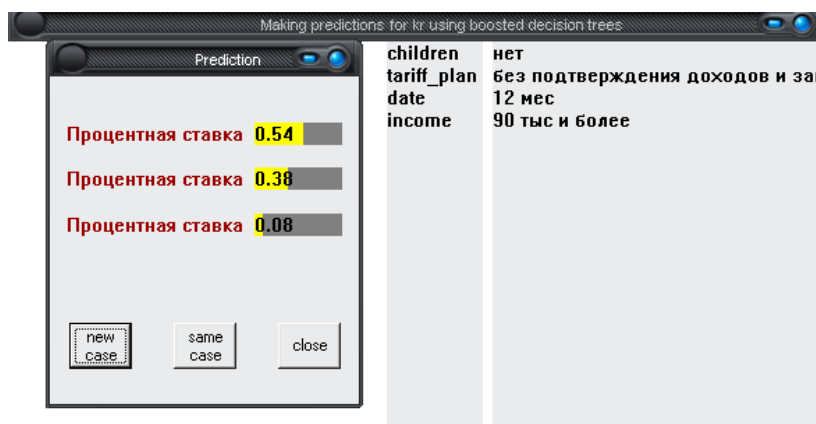 Making predictions for kr using boosted decision trees
Prediction
Процентная ставка 0.54
Процентная ставка 0.38
Процентная ставка 0.08
new case
same case
close
children нет
tariff_plan без подтверждения доходов и
date 12 мес
income 90 тыс и более